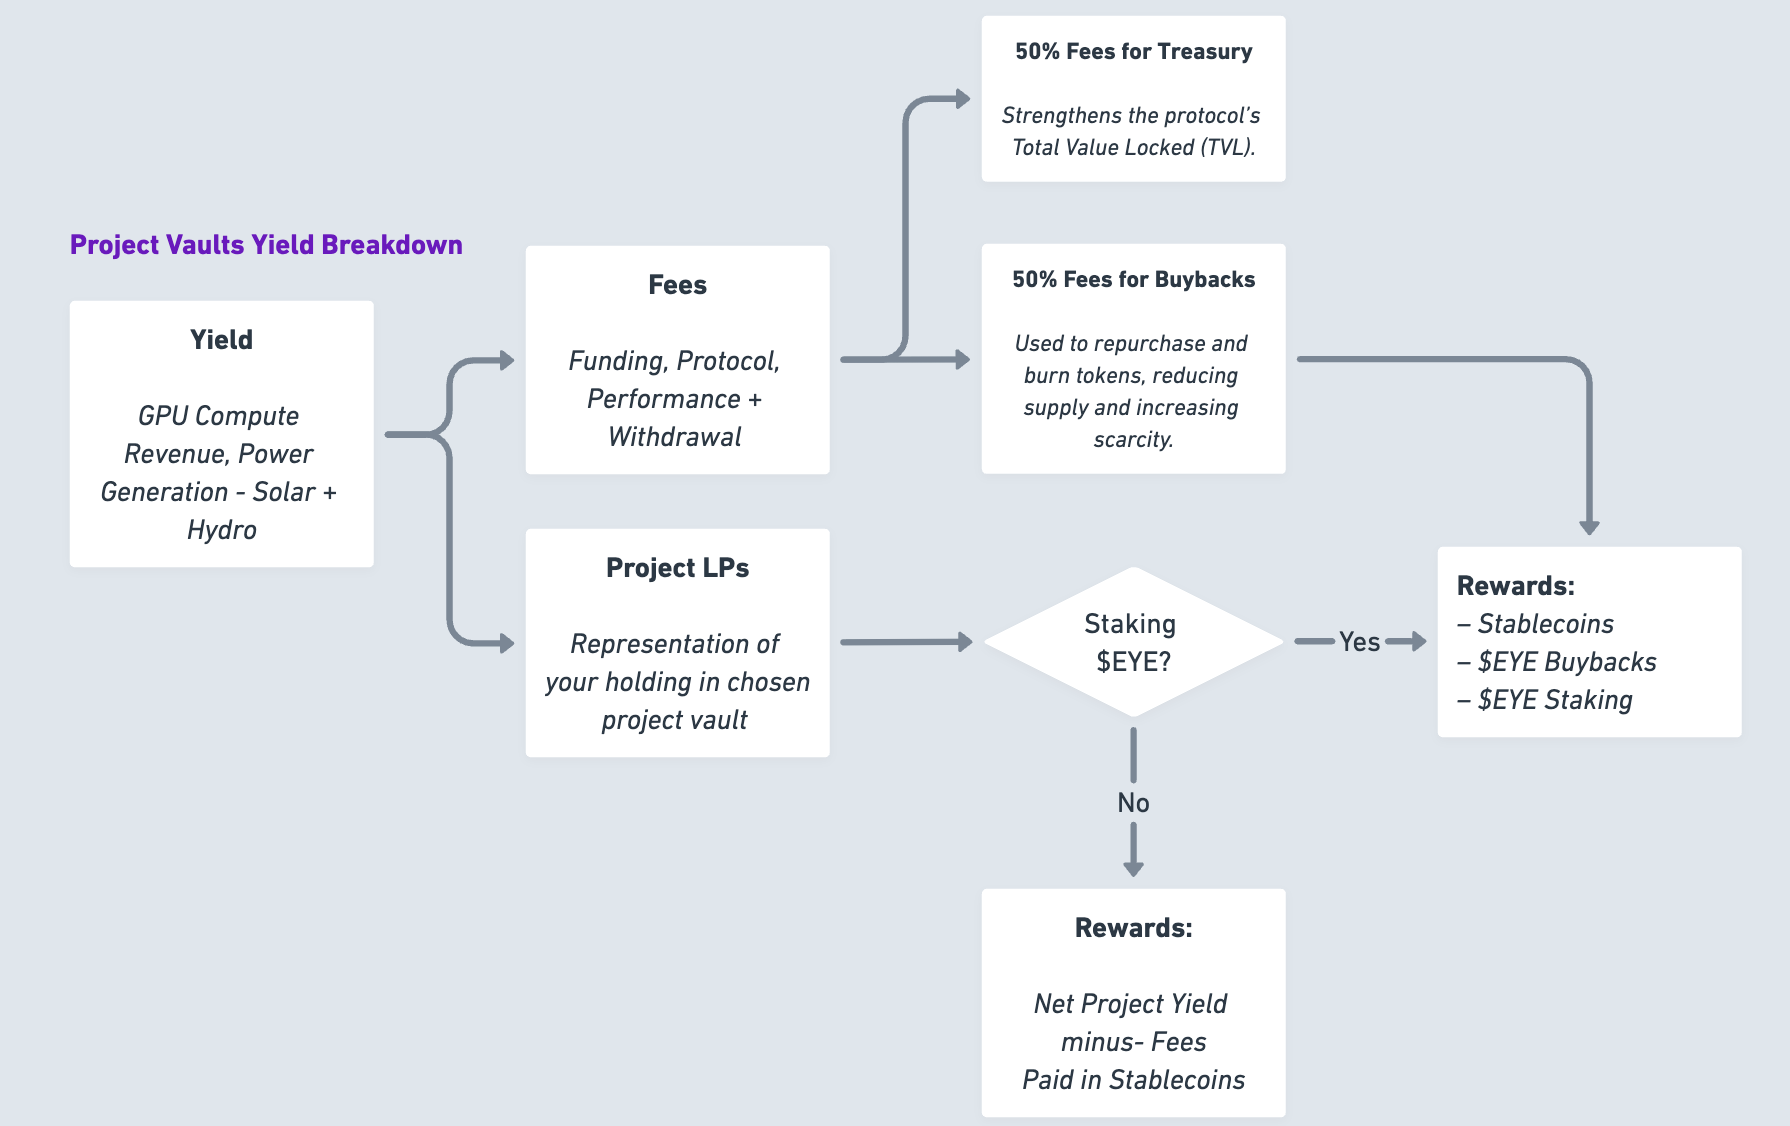 Project Vaults Yield Breakdown
Yield
GPU Compute
Revenue, Power
Generation - Solar +
Hydro
Fees
Funding, Protocol,
Performance +
Withdrawal
Project LPs
Representation of
your holding in chosen
project vault
50% Fees for Treasury
Strengthens the protocol's
Total Value Locked (TVL).
50% Fees for Buybacks
Used to repurchase and
burn tokens, reducing
supply and increasing
scarcity.
Staking
$EYE?
Yes
Rewards:
– Stablecoins
– $EYE Buybacks
– $EYE Staking
No
Rewards:
Net Project Yield
minus- Fees
Paid in Stablecoins